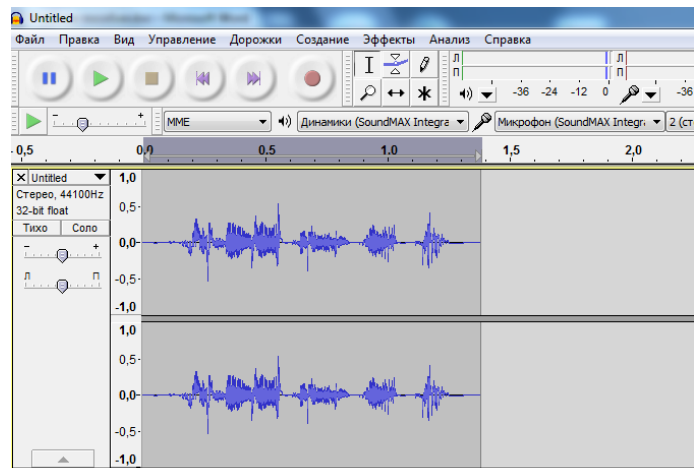 Untitled
Файл Правка Вид Управление Дорожки Создание Эффекты Анализ Справка
Л
П
Л
П
-36 -24 -12 0 -36
- +
MME Динамики (SoundMAX Integra Микрофон (SoundMAX Integra 2 (ст
- 0,5 0,0 0.5 1.0 1,5 2,0
Untitled
Стерео, 44100Hz
32-bit float
Тихо Соло
- +
Л П
1,0
0,5-
0,0-
-0,5-
-1,0
1,0
0,5-
0,0-
-0,5-
-1,0